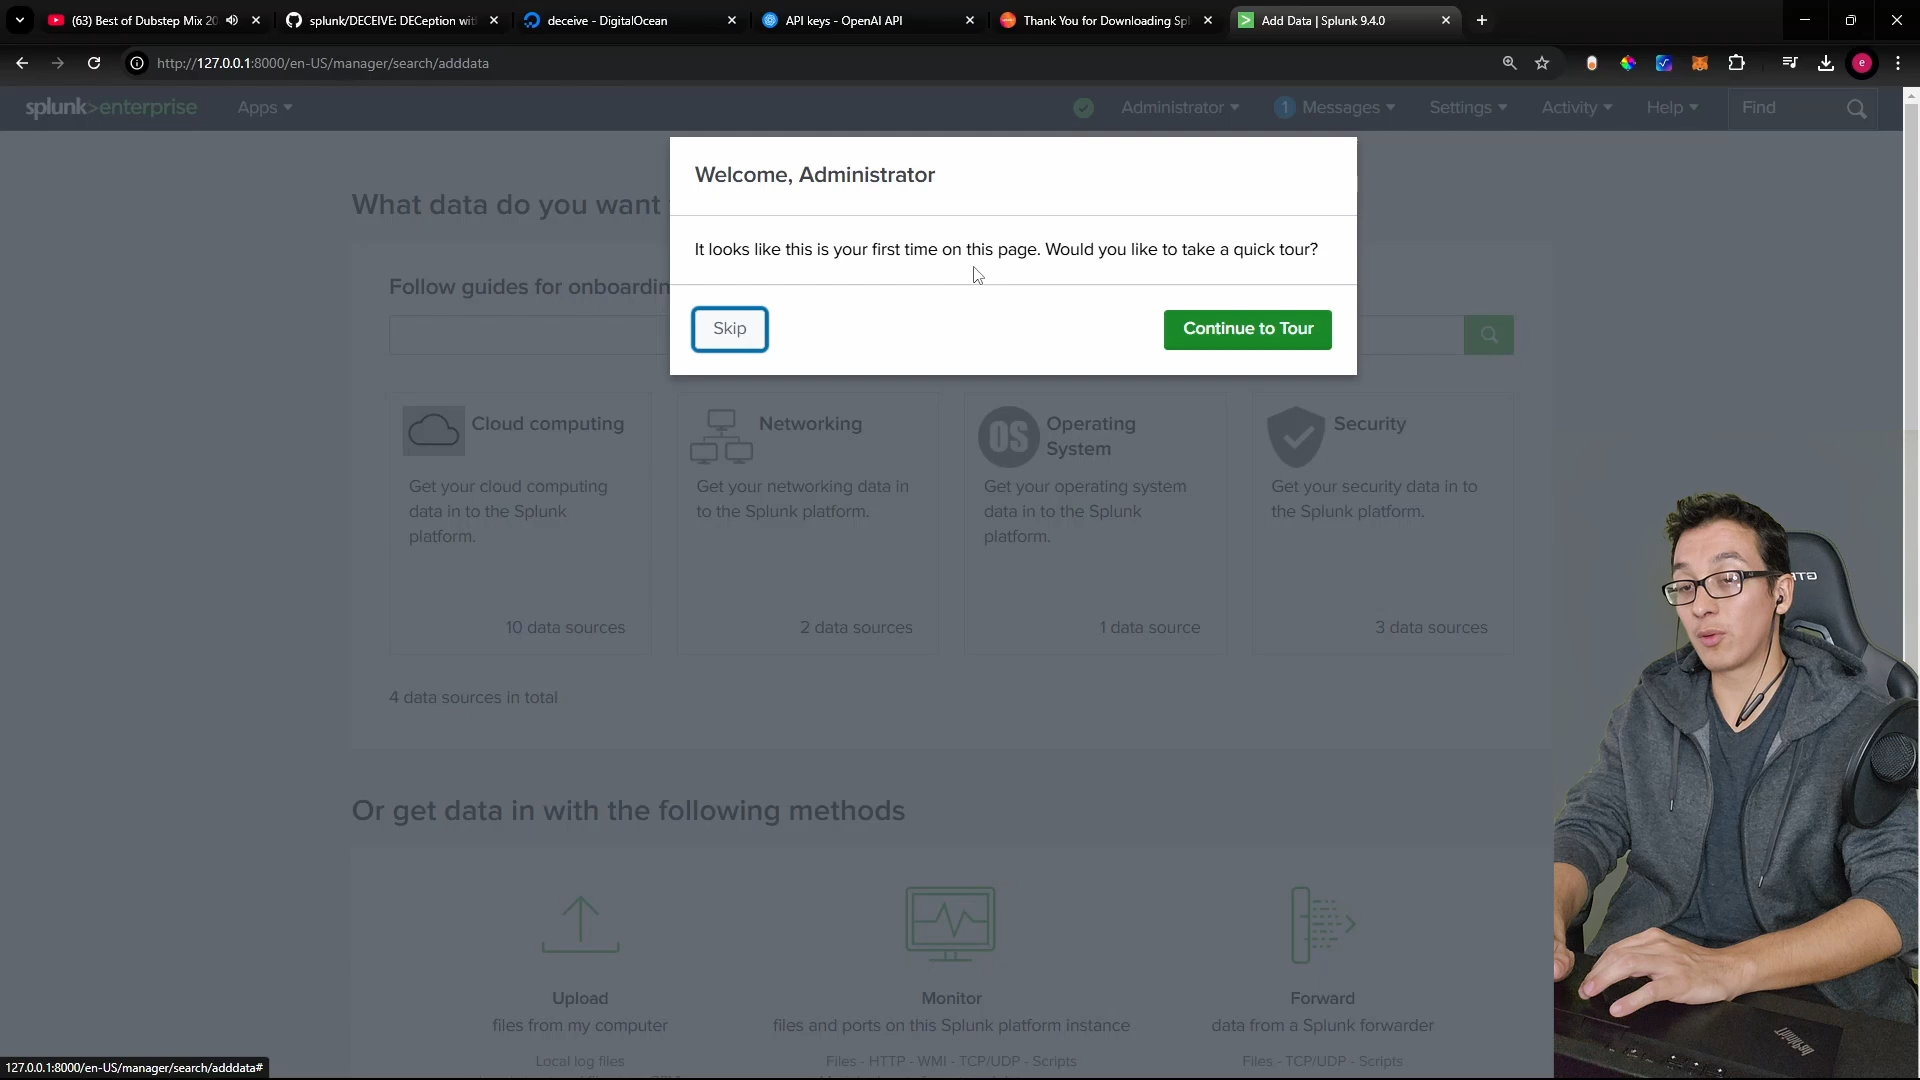 (63) Best of Dubstep Mix 20
splunk/DECEIVE: DECeption wit
deceive - DigitalOcean
API keys - OpenAI API
Thank You for Downloading Spl
Add Data | Splunk 9.4.0
http://127.0.0.1:8000/en-US/manager/search/adddata
e
splunk>enterprise
Apps
Administrator
1
Messages
Settings
Activity
Help
Find
Welcome, Administrator
What data do you want
It looks like this is your first time on this page. Would you like to take a quick tour?
Follow guides for onboardin
Skip
Continue to Tour
Cloud computing
Get your cloud computing
data in to the Splunk
platform.
10 data sources
Networking
Get your networking data in
to the Splunk platform.
2 data sources
OS
Operating
System
Get your operating system
data in to the Splunk
platform.
1 data source
Security
Get your security data in to
the Splunk platform.
3 data sources
4 data sources in total
Or get data in with the following methods
Upload
files from my computer
Local log files
Monitor
files and ports on this Splunk platform instance
Files - HTTP - WMI - TCP/UDP - Scripts
Forward
data from a Splunk forwarder
Files - TCP/UDP - Scripts
127.0.0.1:8000/en-US/manager/search/adddata#